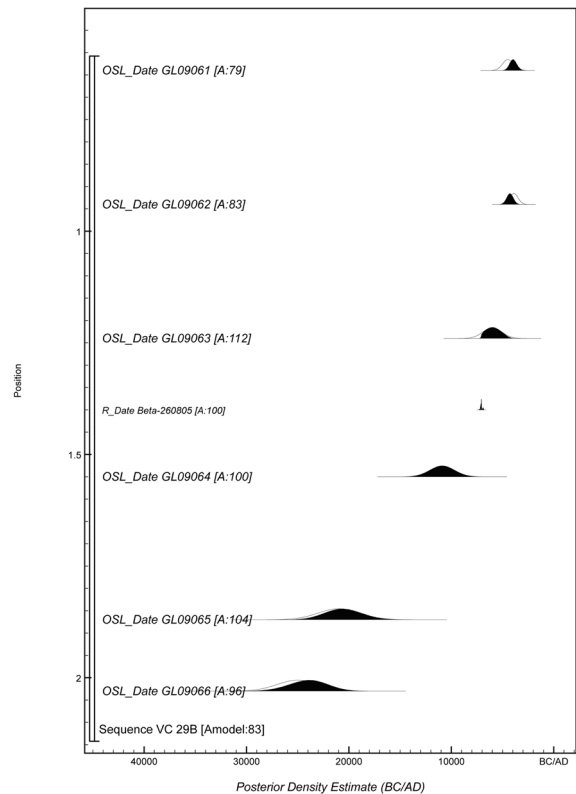 OSL_Date GL09061 [A:79]
OSL_Date GL09062 [A:83]
1
OSL_Date GL09063 [A:112]
Position
R_Date Beta-260805 [A:100]
1.5
OSL_Date GL09064 [A:100]
OSL_Date GL09065 [A:104]
2
OSL_Date GL09066 [A:96]
Sequence VC 29B [Amodel:83]
40000 30000 20000 10000 BC/AD
Posterior Density Estimate (BC/AD)